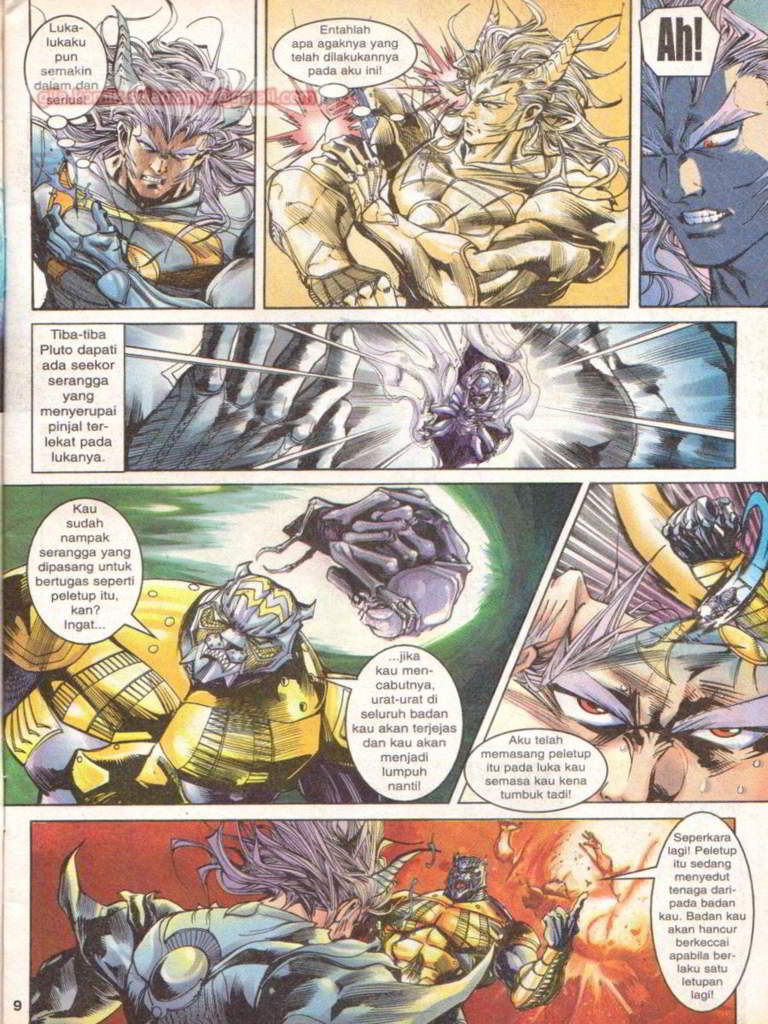 Luka-
lukaku
pun
semakin
dalam dan
serius!
Entahlah
apa agaknya yang
telah dilakukannya
pada aku ini!
Ah!
Tiba-tiba
Pluto dapati
ada seekor
serangga
yang
menyerupai
pinjal ter-
lekat pada
lukanya.
Kau
sudah
nampak
serangga yang
dipasang untuk
bertugas seperti
peletup itu,
kan?
Ingat...
...jika
kau men-
cabutnya,
urat-urat di
seluruh badan
kau akan terjejas
dan kau akan
menjadi
lumpuh
nanti!
Aku telah
memasang peletup
itu pada luka kau
semasa kau kena
tumbuk tadi!
Seperkara
lagi! Peletup
itu sedang
menyedut
tenaga dari-
pada badan
kau. Badan kau
akan hancur
berkeccai
apabila ber-
laku satu
letupan
lagi!
9